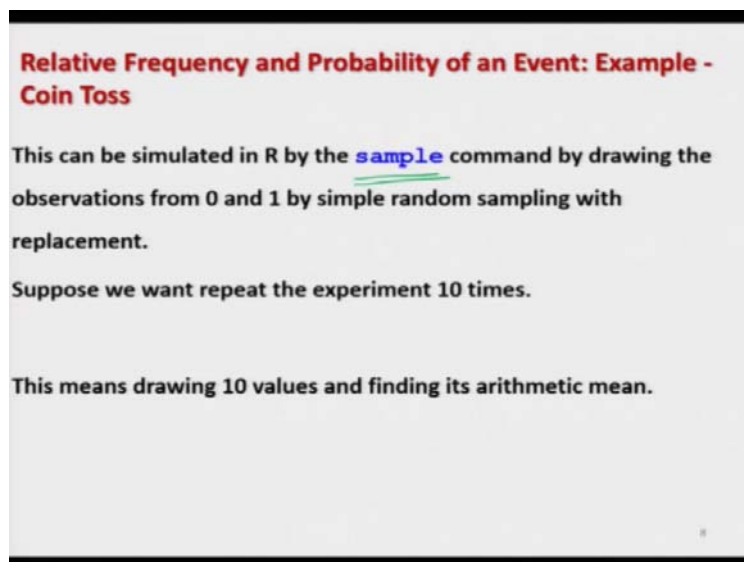 Relative Frequency and Probability of an Event: Example -
Coin Toss
This can be simulated in R by the sample command by drawing the
observations from 0 and 1 by simple random sampling with
replacement.
Suppose we want repeat the experiment 10 times.
This means drawing 10 values and finding its arithmetic mean.